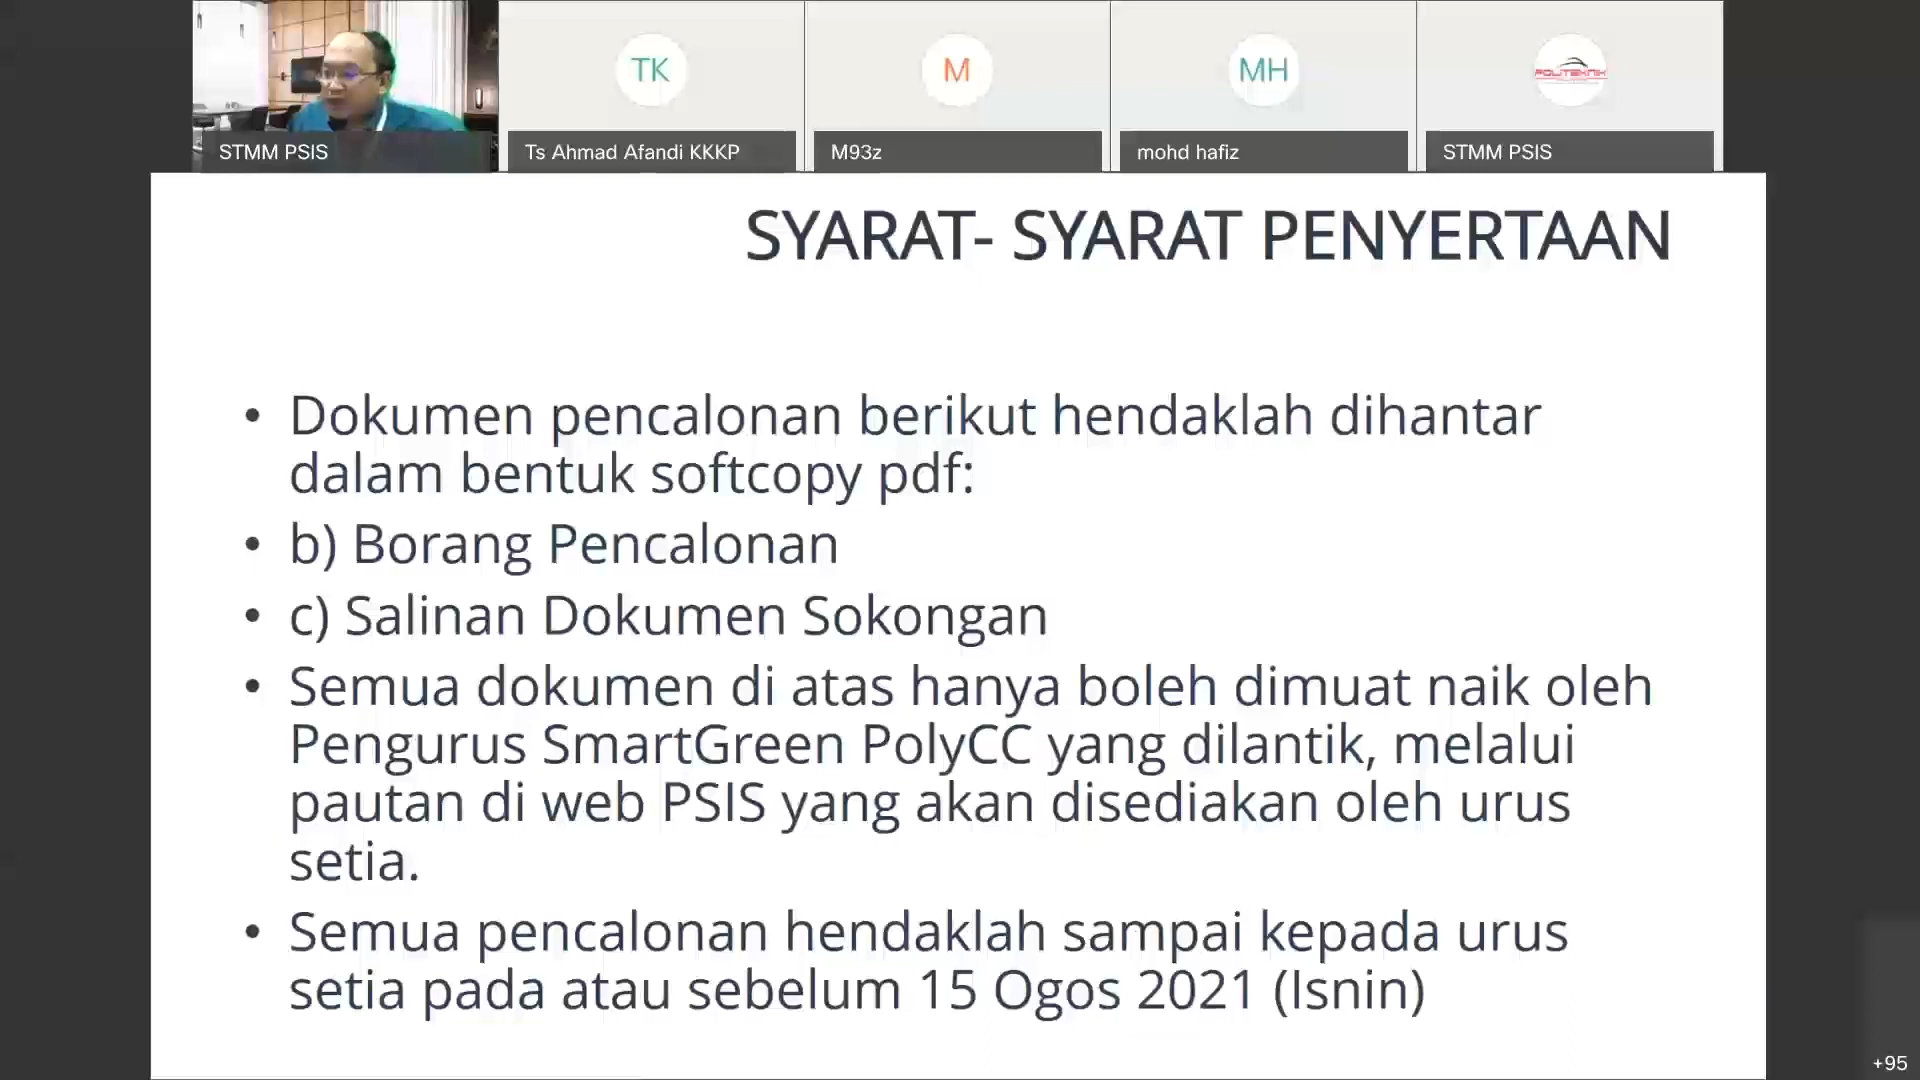 TK
M
MH
POLITEKNIK
STMM PSIS
Ts Ahmad Afandi KKKP
M93z
mohd hafiz
STMM PSIS
SYARAT- SYARAT PENYERTAAN
• Dokumen pencalonan berikut hendaklah dihantar
dalam bentuk softcopy pdf:
• b) Borang Pencalonan
• c) Salinan Dokumen Sokongan
• Semua dokumen di atas hanya boleh dimuat naik oleh
Pengurus SmartGreen PolyCC yang dilantik, melalui
pautan di web PSIS yang akan disediakan oleh urus
setia.
• Semua pencalonan hendaklah sampai kepada urus
setia pada atau sebelum 15 Ogos 2021 (Isnin)
+95